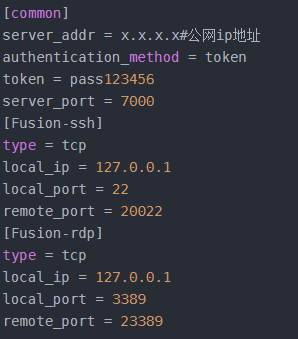 [common]
server_addr = x.x.x.x#公网ip地址
authentication_method = token
token = pass123456
server_port = 7000
[Fusion-ssh]
type = tcp
local_ip = 127.0.0.1
local_port = 22
remote_port = 20022
[Fusion-rdp]
type = tcp
local_ip = 127.0.0.1
local_port = 3389
remote_port = 23389